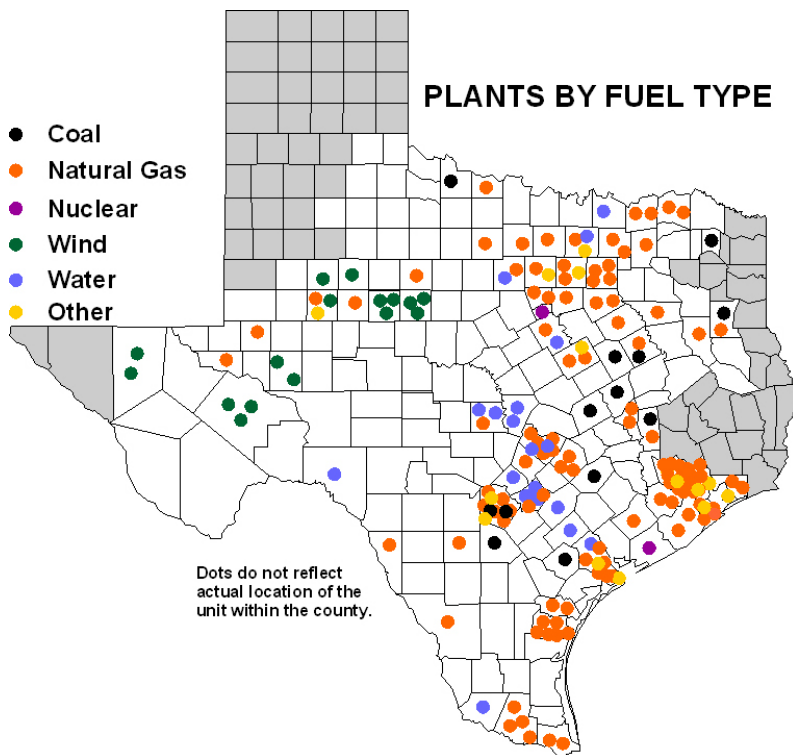 PLANTS BY FUEL TYPE
Coal
Natural Gas
Nuclear
Wind
Water
Other
Dots do not reflect
actual location of the
unit within the county.